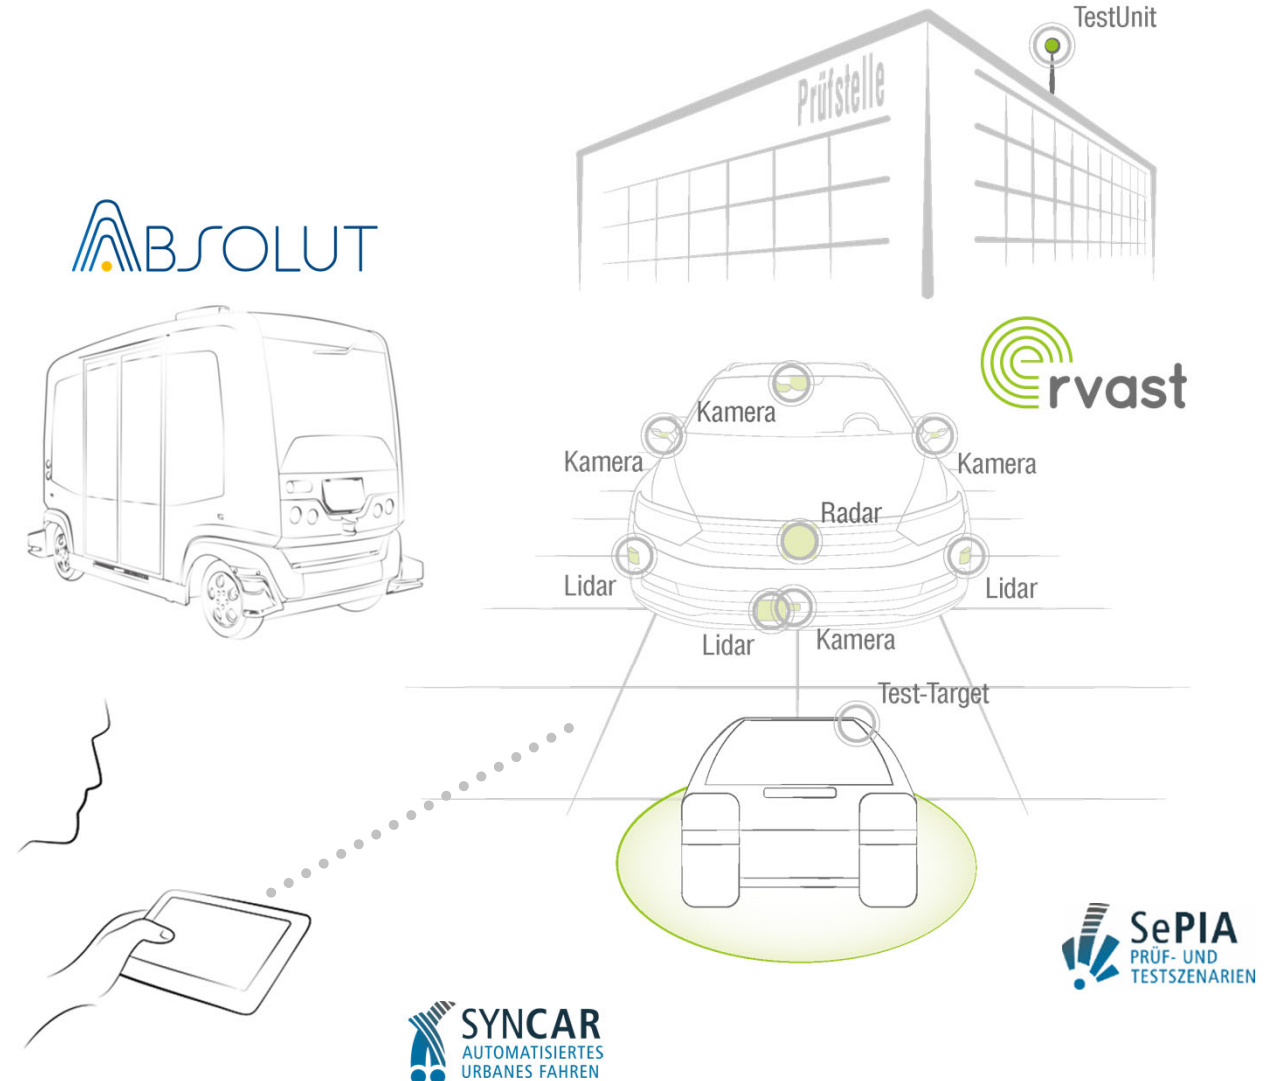 TestUnit
Prüfstelle
ABSOLUT
ervast
Kamera
Kamera
Kamera
Radar
Lidar
Lidar
Lidar
Kamera
Test-Target
SePIA
PRÜF- UND
TESTSZENARIEN
SYNCAR
AUTOMATISIERTES
URBANES FAHREN